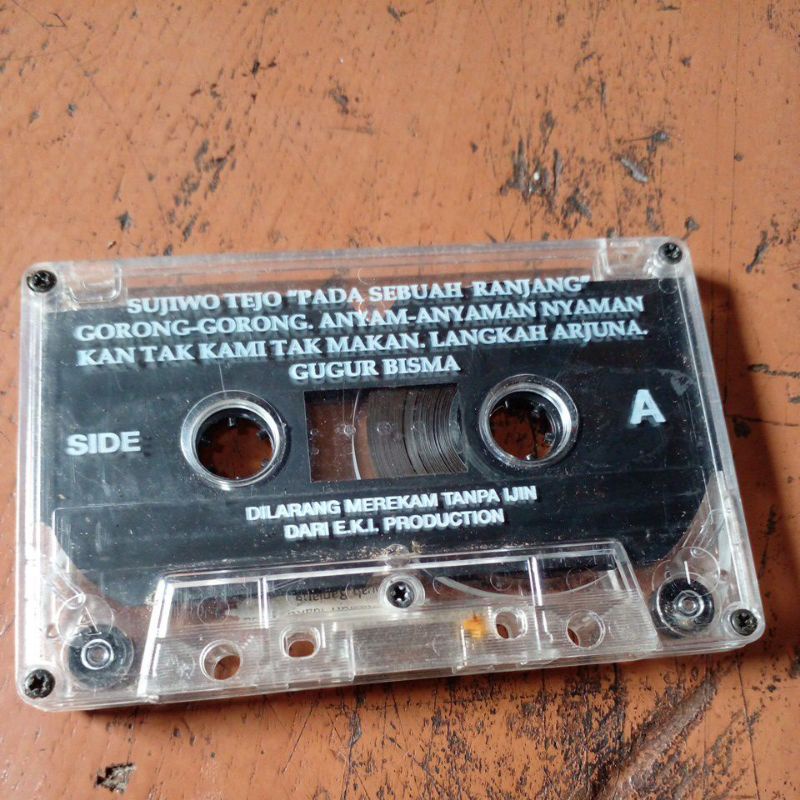 SUJIWO TEJO "PADA SEBUAH RANJANG"
GORONG-GORONG. ANYAM-ANYAMAN NYAMAN
KAN TAK KAMI TAK MAKAN. LANGKAH ARJUNA.
GUGUR BISMA
SIDE A
DILARANG MEREKAM TANPA IJIN
DARI E.K.I. PRODUCTION